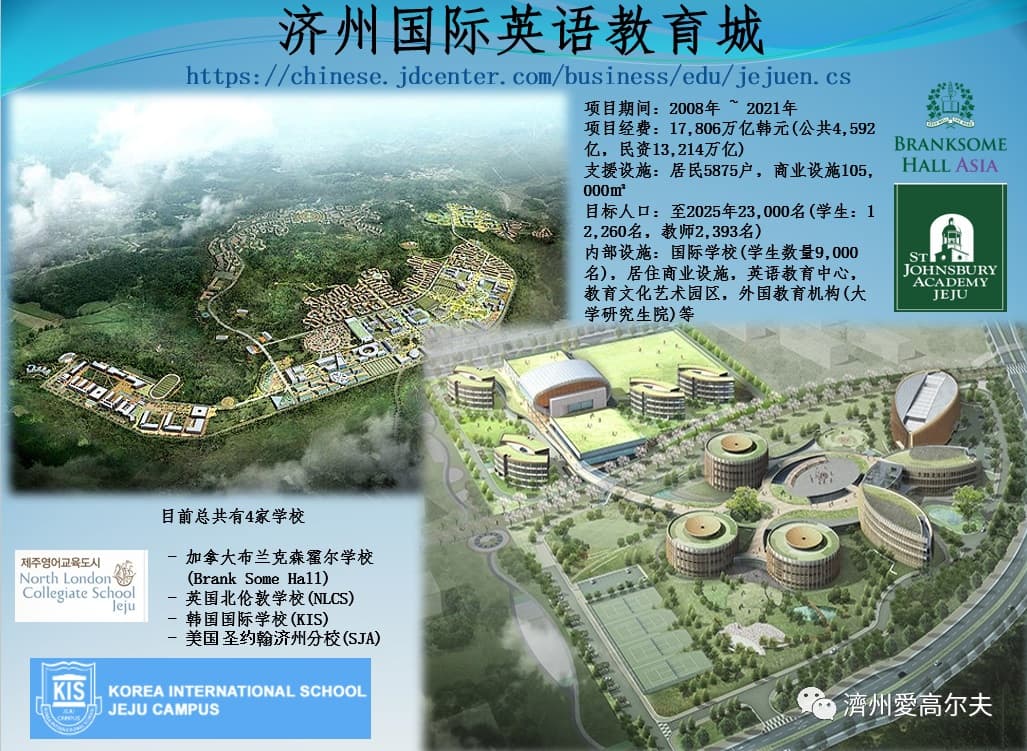 济州国际英语教育城
https://chinese.jdcenter.com/business/edu/jejuen.cs
项目期间：2008年 ~ 2021年
项目经费：17,806万亿韩元(公共4,592
亿，民资13,214万亿)
支援设施：居民5875户，商业设施105,
000㎡
目标人口：至2025年23,000名(学生：1
2,260名，教师2,393名)
内部设施：国际学校(学生数量9,000
名)，居住商业设施，英语教育中心，
教育文化艺术园区，外国教育机构(大
学研究生院)等
BRANKSOME
HALL ASIA
ST
JOHNSBURY
ACADEMY
JEJU
目前总共有4家学校
- 加拿大布兰克森霍尔学校
(Brank Some Hall)
- 英国北伦敦学校(NLCS)
- 韩国国际学校(KIS)
- 美国圣约翰济州分校(SJA)
제주영어교육도시
North London
Collegiate School
Jeju
KIS
KOREA INTERNATIONAL SCHOOL
JEJU CAMPUS
濟州愛高尔夫